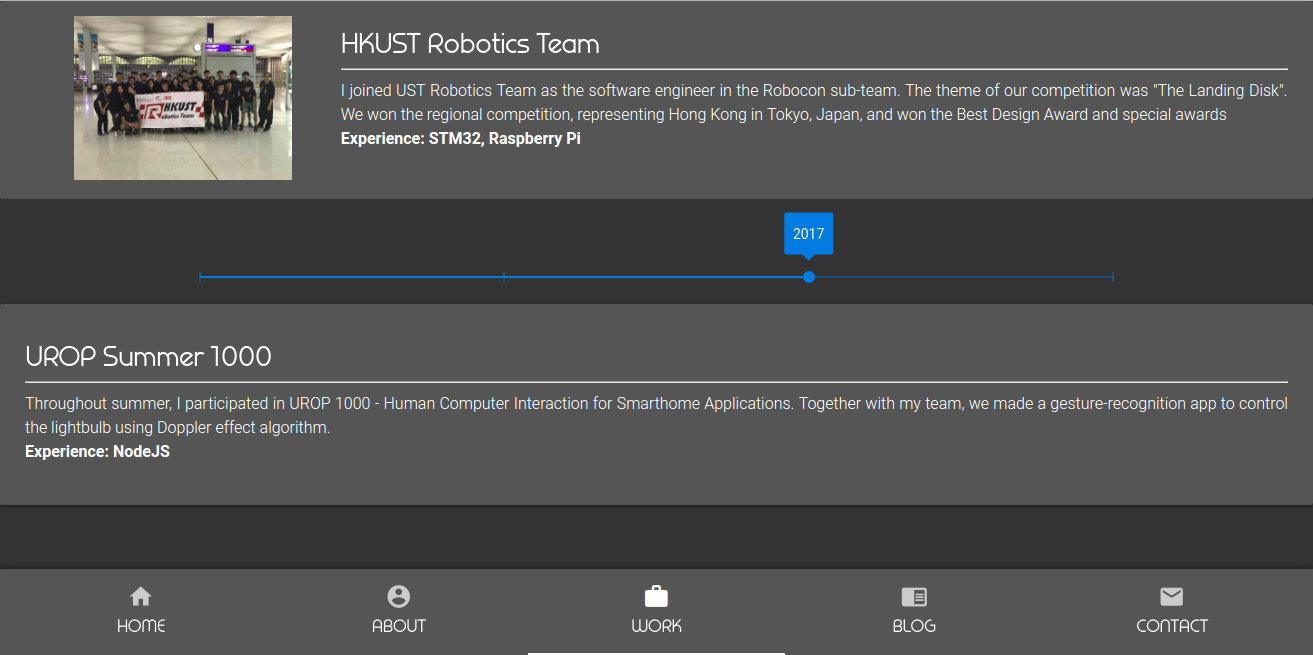 HKUST Robotics Team
HKUST
Robotics Team
I joined UST Robotics Team as the software engineer in the Robocon sub-team. The theme of our competition was "The Landing Disk".
We won the regional competition, representing Hong Kong in Tokyo, Japan, and won the Best Design Award and special awards
Experience: STM32, Raspberry Pi
2017
UROP Summer 1000
Throughout summer, I participated in UROP 1000 - Human Computer Interaction for Smarthome Applications. Together with my team, we made a gesture-recognition app to control
the lightbulb using Doppler effect algorithm.
Experience: NodeJS
HOME
ABOUT
WORK
BLOG
CONTACT